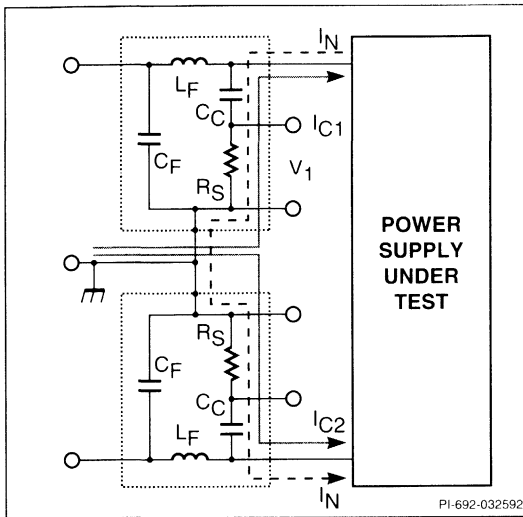 I_N
L_F
C_C
I_C1
C_F
V_1
R_S
POWER
SUPPLY
UNDER
TEST
R_S
C_F
C_C
I_C2
L_F
I_N
PI-692-032592